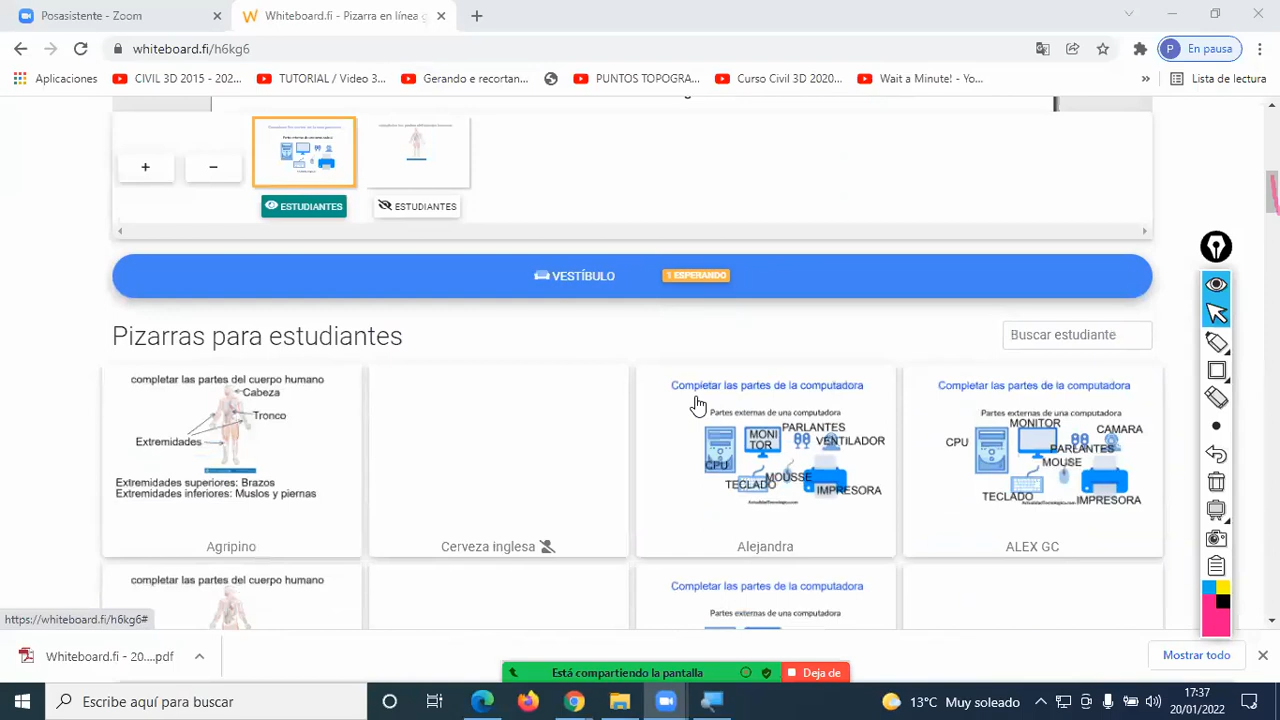 Posasistente - Zoom
Whiteboard.fi - Pizarra en línea g
whiteboard.fi/h6kg6
P En pausa
Aplicaciones
CIVIL 3D 2015 - 202...
TUTORIAL / Video 3...
Gerando e recortan...
PUNTOS TOPOGRA...
Curso Civil 3D 2020...
Wait a Minute! - Yo...
»
Lista de lectura
+
−
ESTUDIANTES
ESTUDIANTES
VESTÍBULO
1 ESPERANDO
Pizarras para estudiantes
Buscar estudiante
completar las partes del cuerpo humano
Cabeza
Tronco
Extremidades
Extremidades superiores: Brazos
Extremidades inferiores: Muslos y piernas
Agripino
Cerveza inglesa
Completar las partes de la computadora
Partes externas de una computadora
PARLANTES
MONI
TOR
VENTILADOR
CPU
MOUSSE
TECLADO
IMPRESORA
ActualidadTecnologica.com
Alejandra
Completar las partes de la computadora
Partes externas de una computadora
MONITOR
CAMARA
CPU
PARLANTES
MOUSE
TECLADO
IMPRESORA
ActualidadTecnologica.com
ALEX GC
completar las partes del cuerpo humano
Completar las partes de la computadora
Partes externas de una computadora
https://whiteboard.fi/h6kg6#
Whiteboard.fi - 20....pdf
Mostrar todo
Está compartiendo la pantalla
Deja de
Escribe aquí para buscar
13°C Muy soleado
17:37
20/01/2022